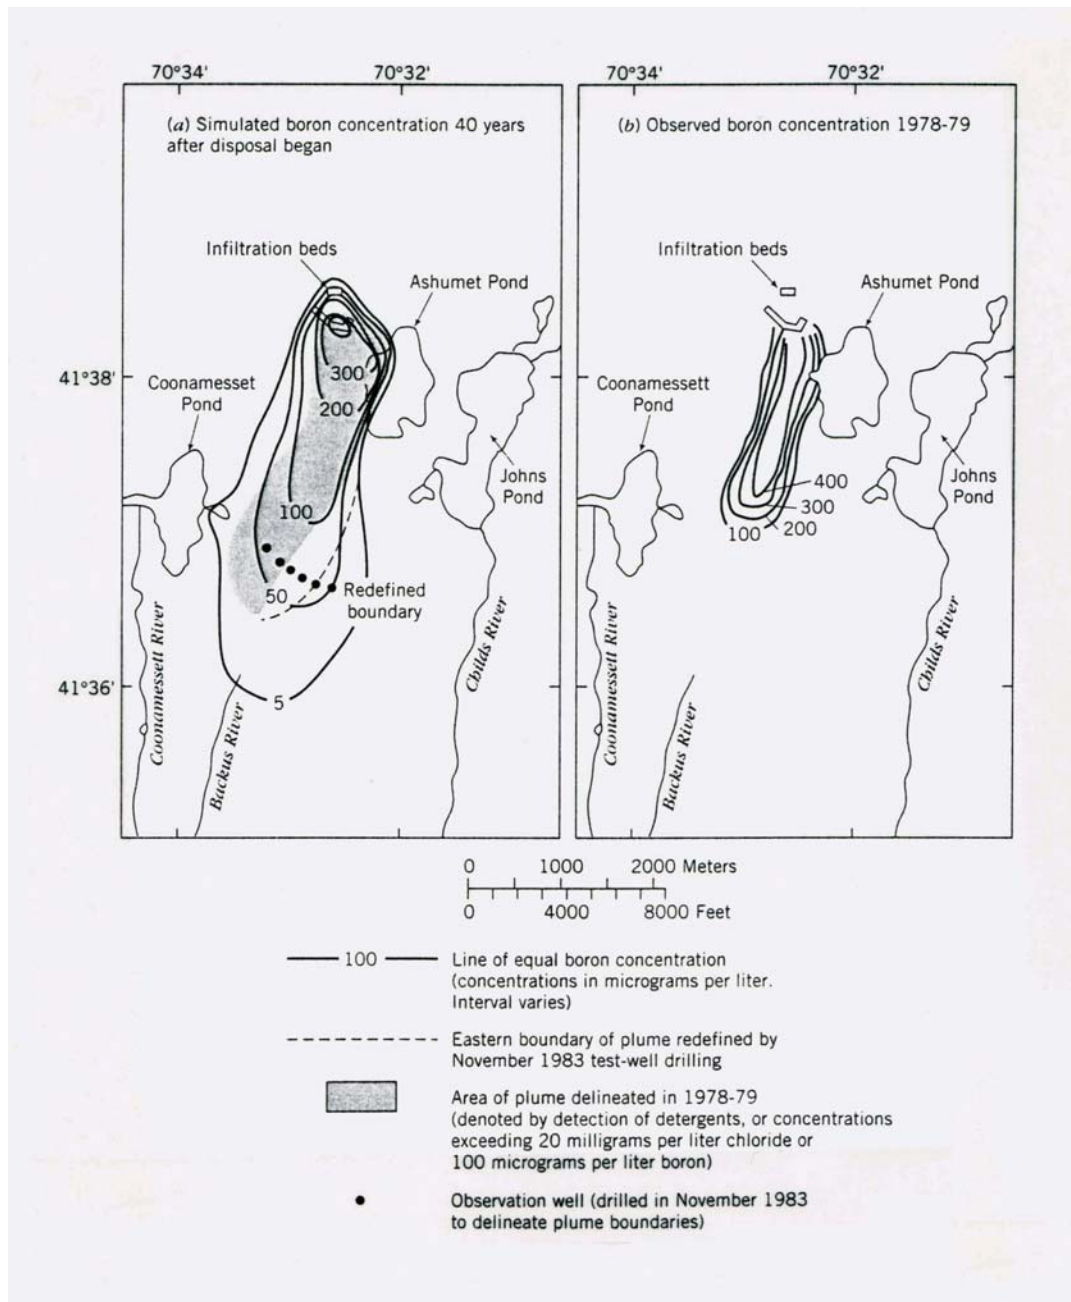 70°34'
70°32'
70°34'
70°32'
(a) Simulated boron concentration 40 years
after disposal began
(b) Observed boron concentration 1978-79
Infiltration beds
Infiltration beds
Ashumet Pond
Ashumet Pond
41°38'
Coonamesset
Pond
300
200
Coonamessett
Pond
Johns
Pond
400
300
100
200
Johns
Pond
100
50
Redefined
boundary
5
41°36'
Coonamessett River
Backus River
Childs River
Coonamessett River
Backus River
Childs River
0 1000 2000 Meters
0 4000 8000 Feet
100
Line of equal boron concentration
(concentrations in micrograms per liter.
Interval varies)
Eastern boundary of plume redefined by
November 1983 test-well drilling
Area of plume delineated in 1978-79
(denoted by detection of detergents, or concentrations
exceeding 20 milligrams per liter chloride or
100 micrograms per liter boron)
Observation well (drilled in November 1983
to delineate plume boundaries)